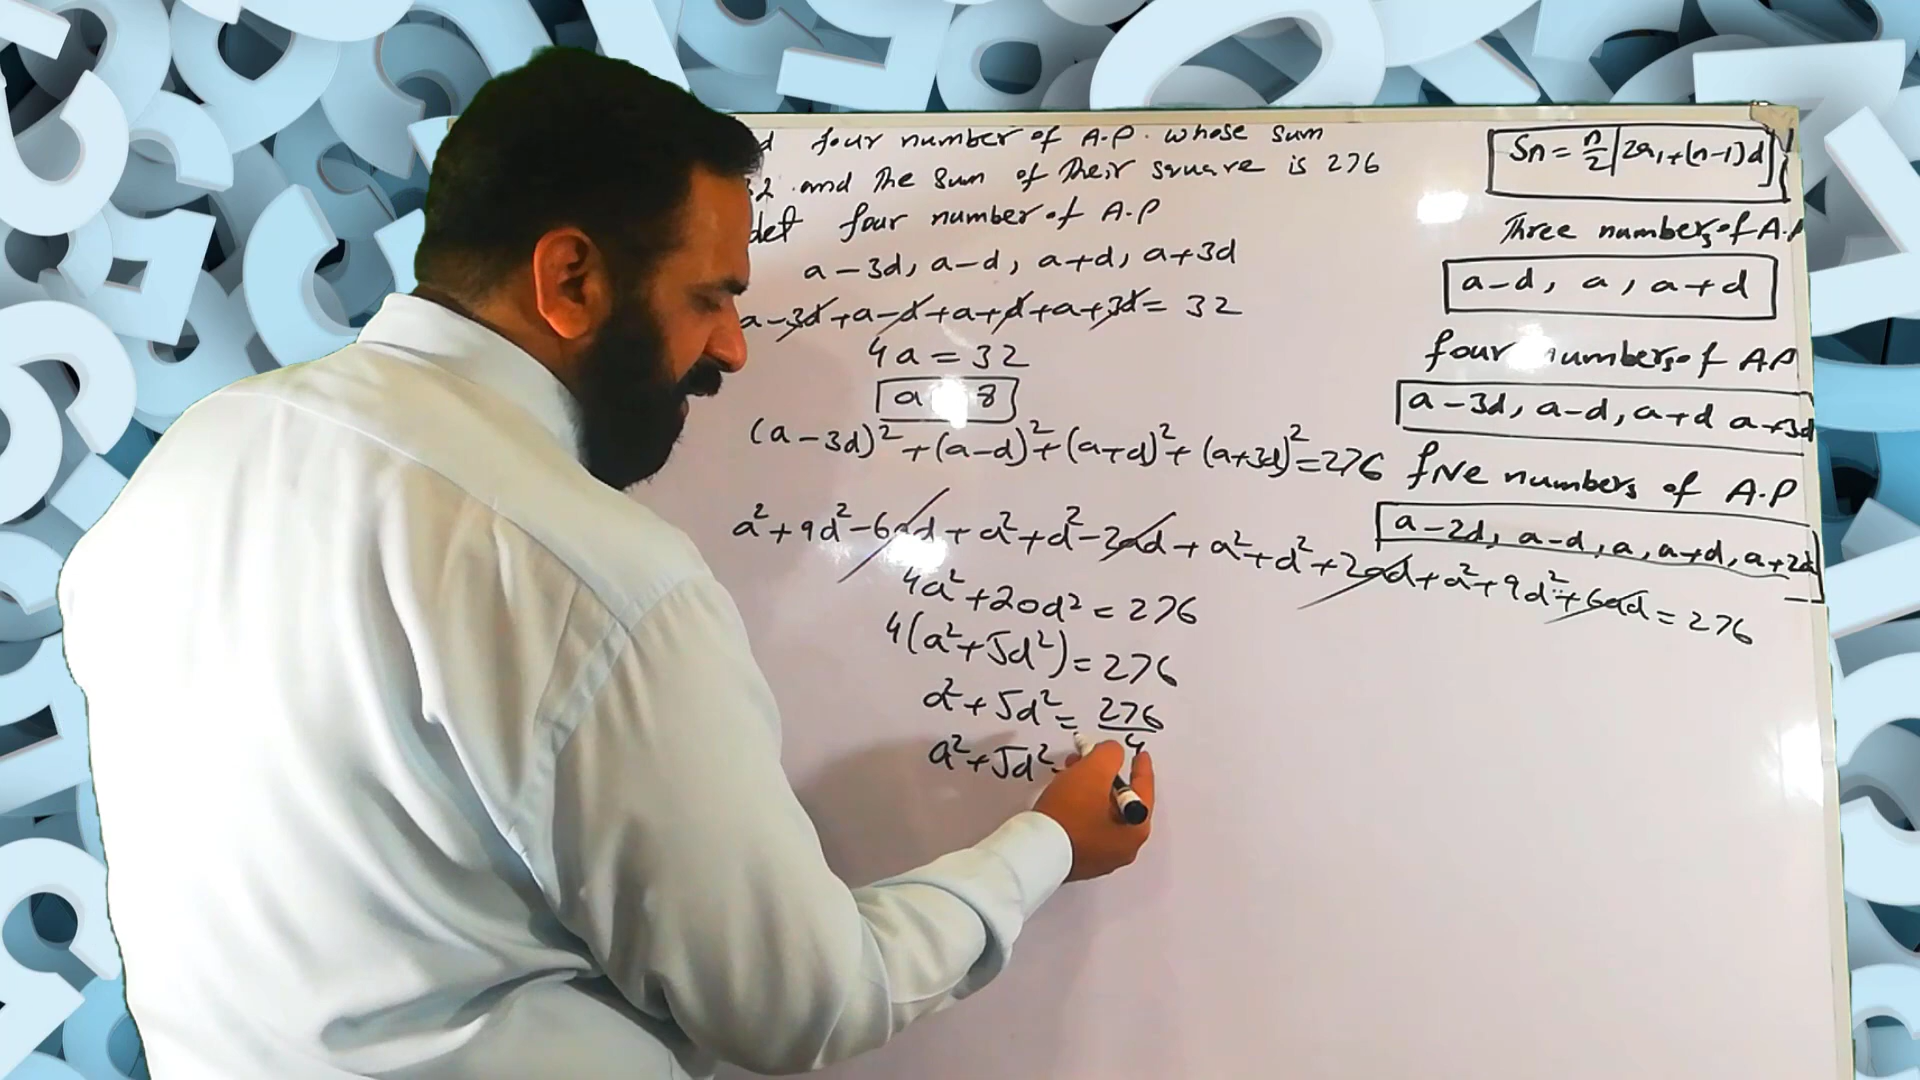 four number of A.P. whose sum
32 and The Sum of Their square is 276
let four number of A.P
a-3d, a-d, a+d, a+3d
a-3d+a-d+a+d+a+3d= 32
4a=32
a 8
(a-3d)²+(a-d)²+(a+d)²+(a+3d)²=276
a²+9d²-6ad+a²+d²-2ad+a²+d²+2ad+a²+9d²+6ad=276
4a²+20d²=276
4(a²+5d²)=276
a²+5d²=276/4
a²+5d²
Sn=n/2[2a₁+(n-1)d]
Three numbers of A.P
a-d, a, a+d
four numbers of AP
a-3d, a-d, a+d a+3d
five numbers of A.P
a-2d, a-d, a, a+d, a+2d